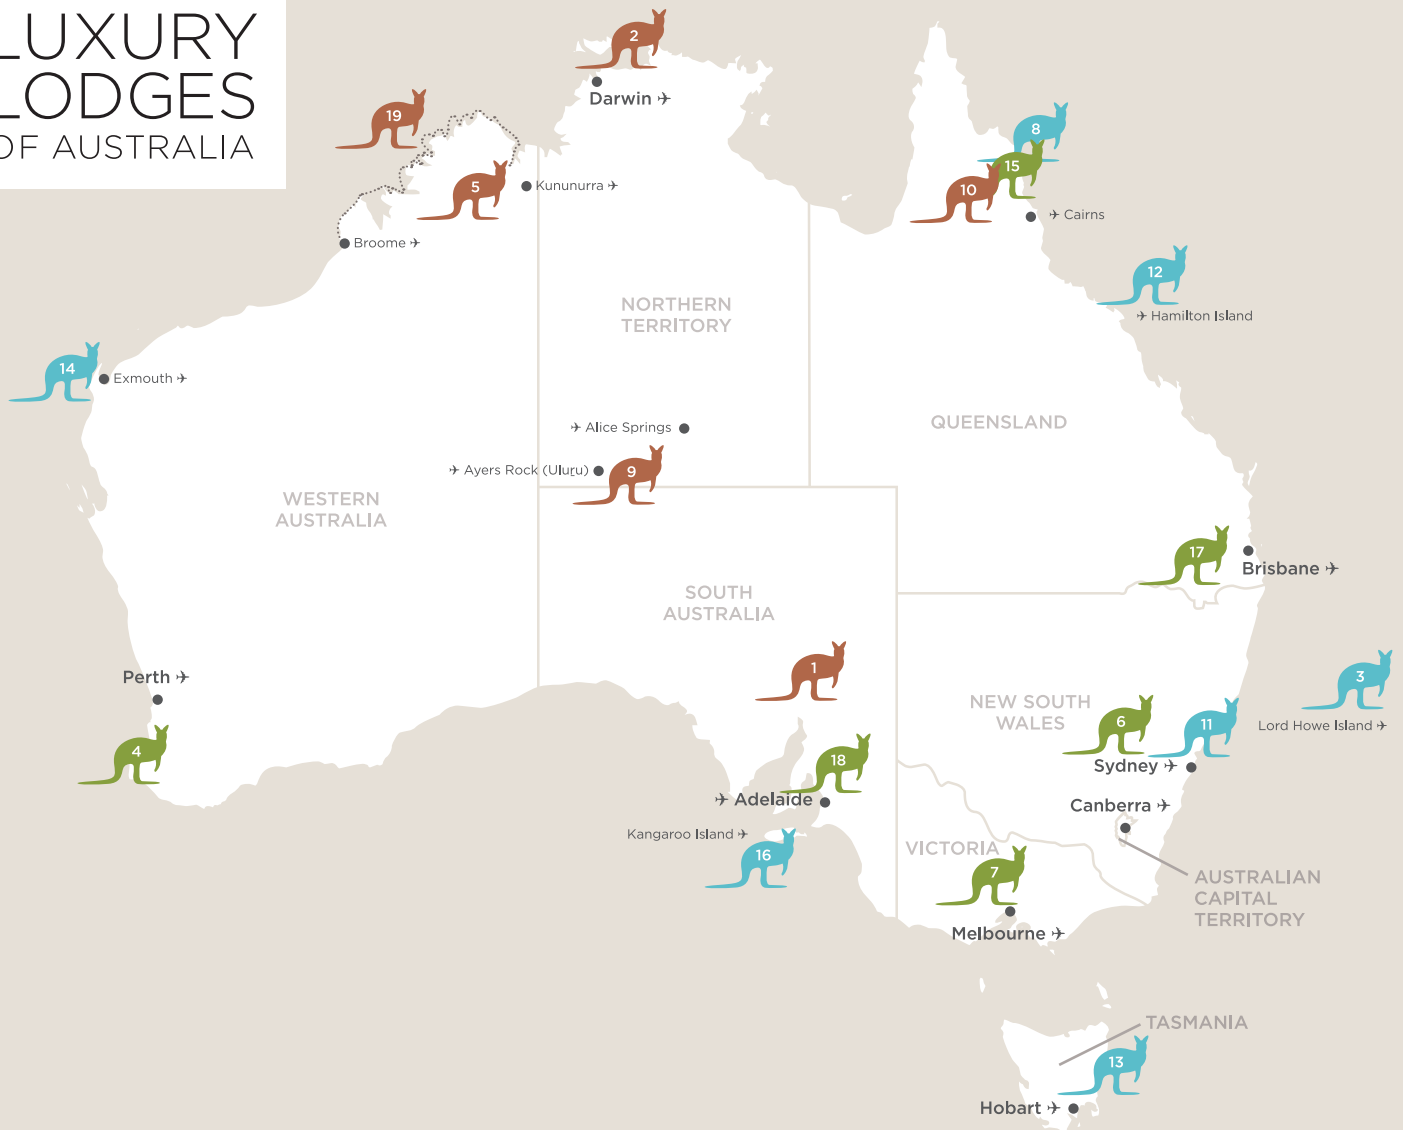 LUXURY
LODGES
OF AUSTRALIA
2
Darwin
19
8
15
5
Kununurra
10
Cairns
Broome
12
Hamilton Island
NORTHERN
TERRITORY
14
Exmouth
Alice Springs
QUEENSLAND
Ayers Rock (Uluru)
9
WESTERN
AUSTRALIA
17
Brisbane
SOUTH
AUSTRALIA
1
Perth
3
NEW SOUTH
WALES
6
11
Lord Howe Island
4
18
Sydney
Adelaide
Canberra
Kangaroo Island
16
VICTORIA
7
AUSTRALIAN
CAPITAL
TERRITORY
Melbourne
TASMANIA
13
Hobart